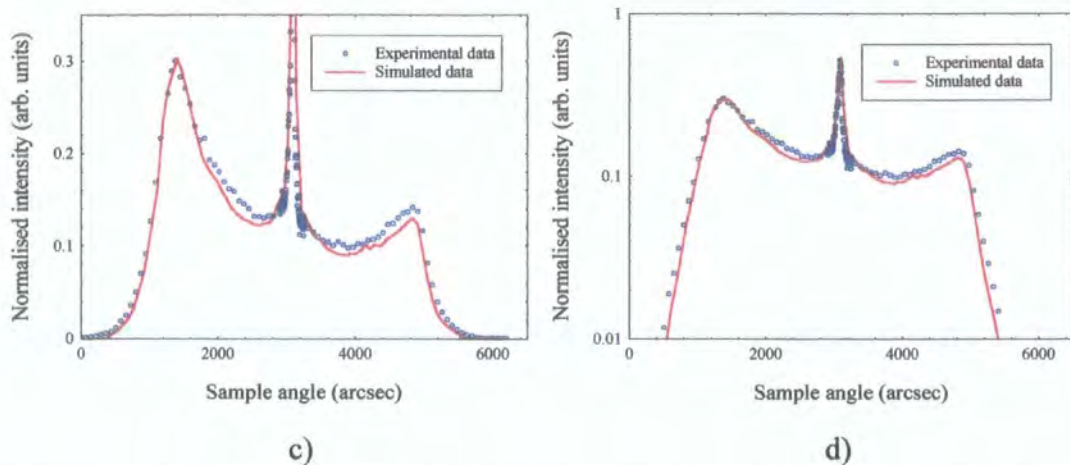 Normalised intensity (arb. units)
0.3
0.2
0.1
0
0
2000
4000
6000
Experimental data
Simulated data
Sample angle (arcsec)
c)
Normalised intensity (arb. units)
1
0.1
0.01
0
2000
4000
6000
Experimental data
Simulated data
Sample angle (arcsec)
d)